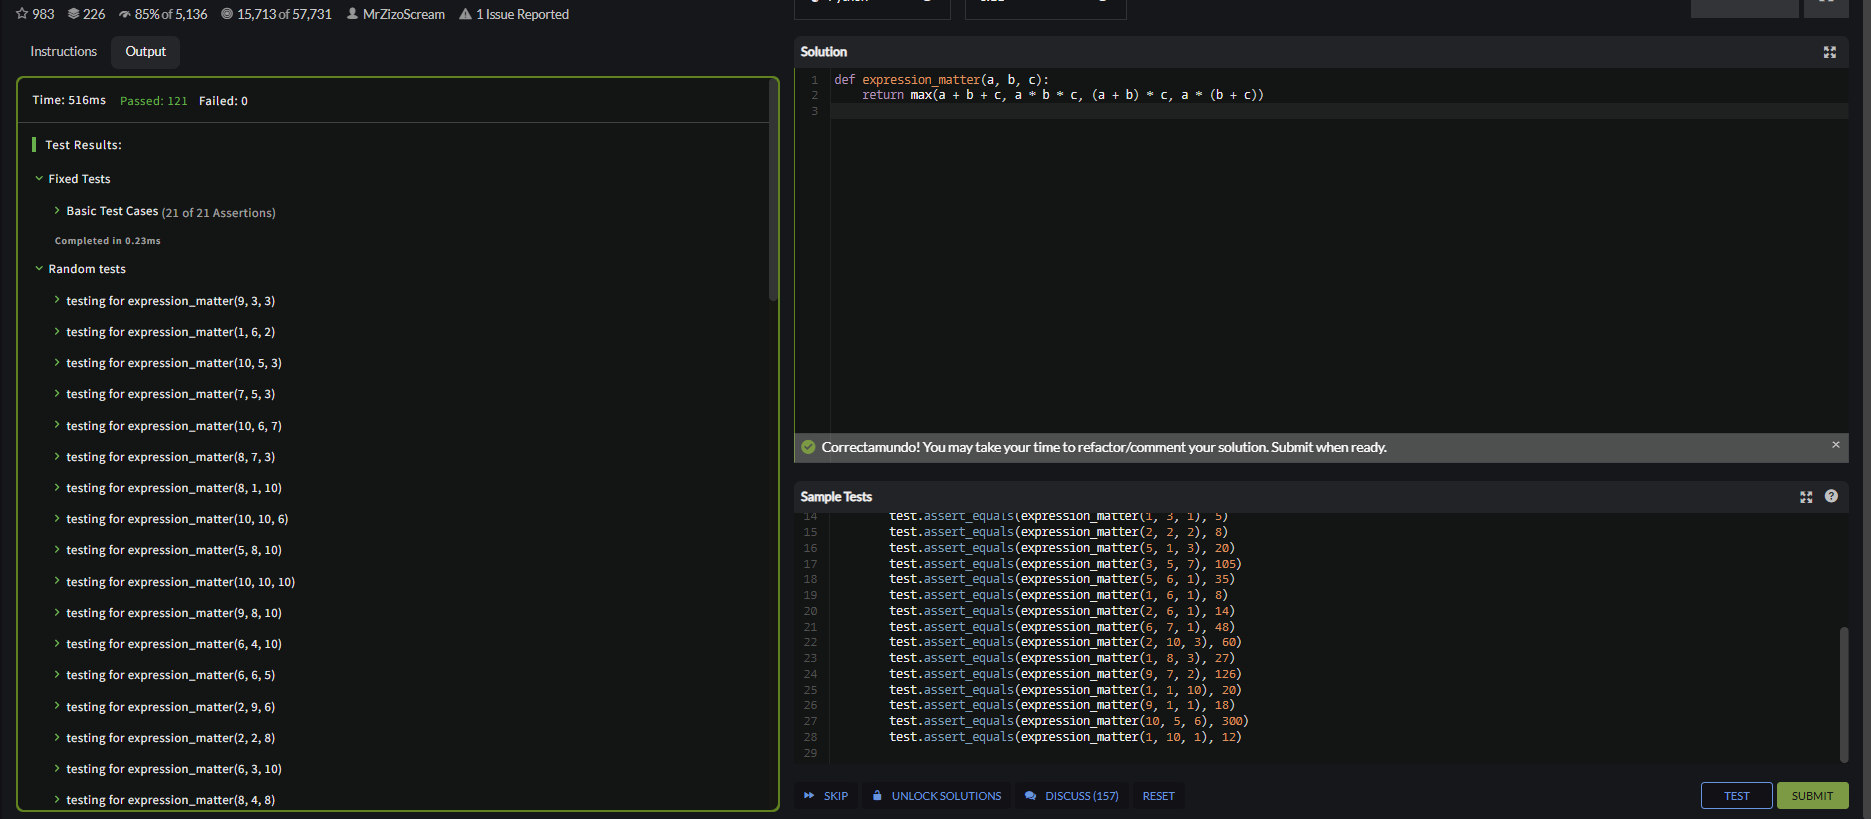 983 226 85% of 5,136 15,713 of 57,731 MrZizoScream 1 Issue Reported
Instructions Output
Time: 516ms Passed: 121 Failed: 0
Test Results:
Fixed Tests
Basic Test Cases (21 of 21 Assertions)
Completed in 0.23ms
Random tests
testing for expression_matter(9, 3, 3)
testing for expression_matter(1, 6, 2)
testing for expression_matter(10, 5, 3)
testing for expression_matter(7, 5, 3)
testing for expression_matter(10, 6, 7)
testing for expression_matter(8, 7, 3)
testing for expression_matter(8, 1, 10)
testing for expression_matter(10, 10, 6)
testing for expression_matter(5, 8, 10)
testing for expression_matter(10, 10, 10)
testing for expression_matter(9, 8, 10)
testing for expression_matter(6, 4, 10)
testing for expression_matter(6, 6, 5)
testing for expression_matter(2, 9, 6)
testing for expression_matter(2, 2, 8)
testing for expression_matter(6, 3, 10)
testing for expression_matter(8, 4, 8)
Solution
1 def expression_matter(a, b, c):
2 return max(a + b + c, a * b * c, (a + b) * c, a * (b + c))
3
Correctamundo! You may take your time to refactor/comment your solution. Submit when ready.
Sample Tests
14 test.assert_equals(expression_matter(1, 3, 1), 5)
15 test.assert_equals(expression_matter(2, 2, 2), 8)
16 test.assert_equals(expression_matter(5, 1, 3), 20)
17 test.assert_equals(expression_matter(3, 5, 7), 105)
18 test.assert_equals(expression_matter(5, 6, 1), 35)
19 test.assert_equals(expression_matter(1, 6, 1), 8)
20 test.assert_equals(expression_matter(2, 6, 1), 14)
21 test.assert_equals(expression_matter(6, 7, 1), 48)
22 test.assert_equals(expression_matter(2, 10, 3), 60)
23 test.assert_equals(expression_matter(1, 8, 3), 27)
24 test.assert_equals(expression_matter(9, 7, 2), 126)
25 test.assert_equals(expression_matter(1, 1, 10), 20)
26 test.assert_equals(expression_matter(9, 1, 1), 18)
27 test.assert_equals(expression_matter(10, 5, 6), 300)
28 test.assert_equals(expression_matter(1, 10, 1), 12)
29
SKIP UNLOCK SOLUTIONS DISCUSS (157) RESET TEST SUBMIT